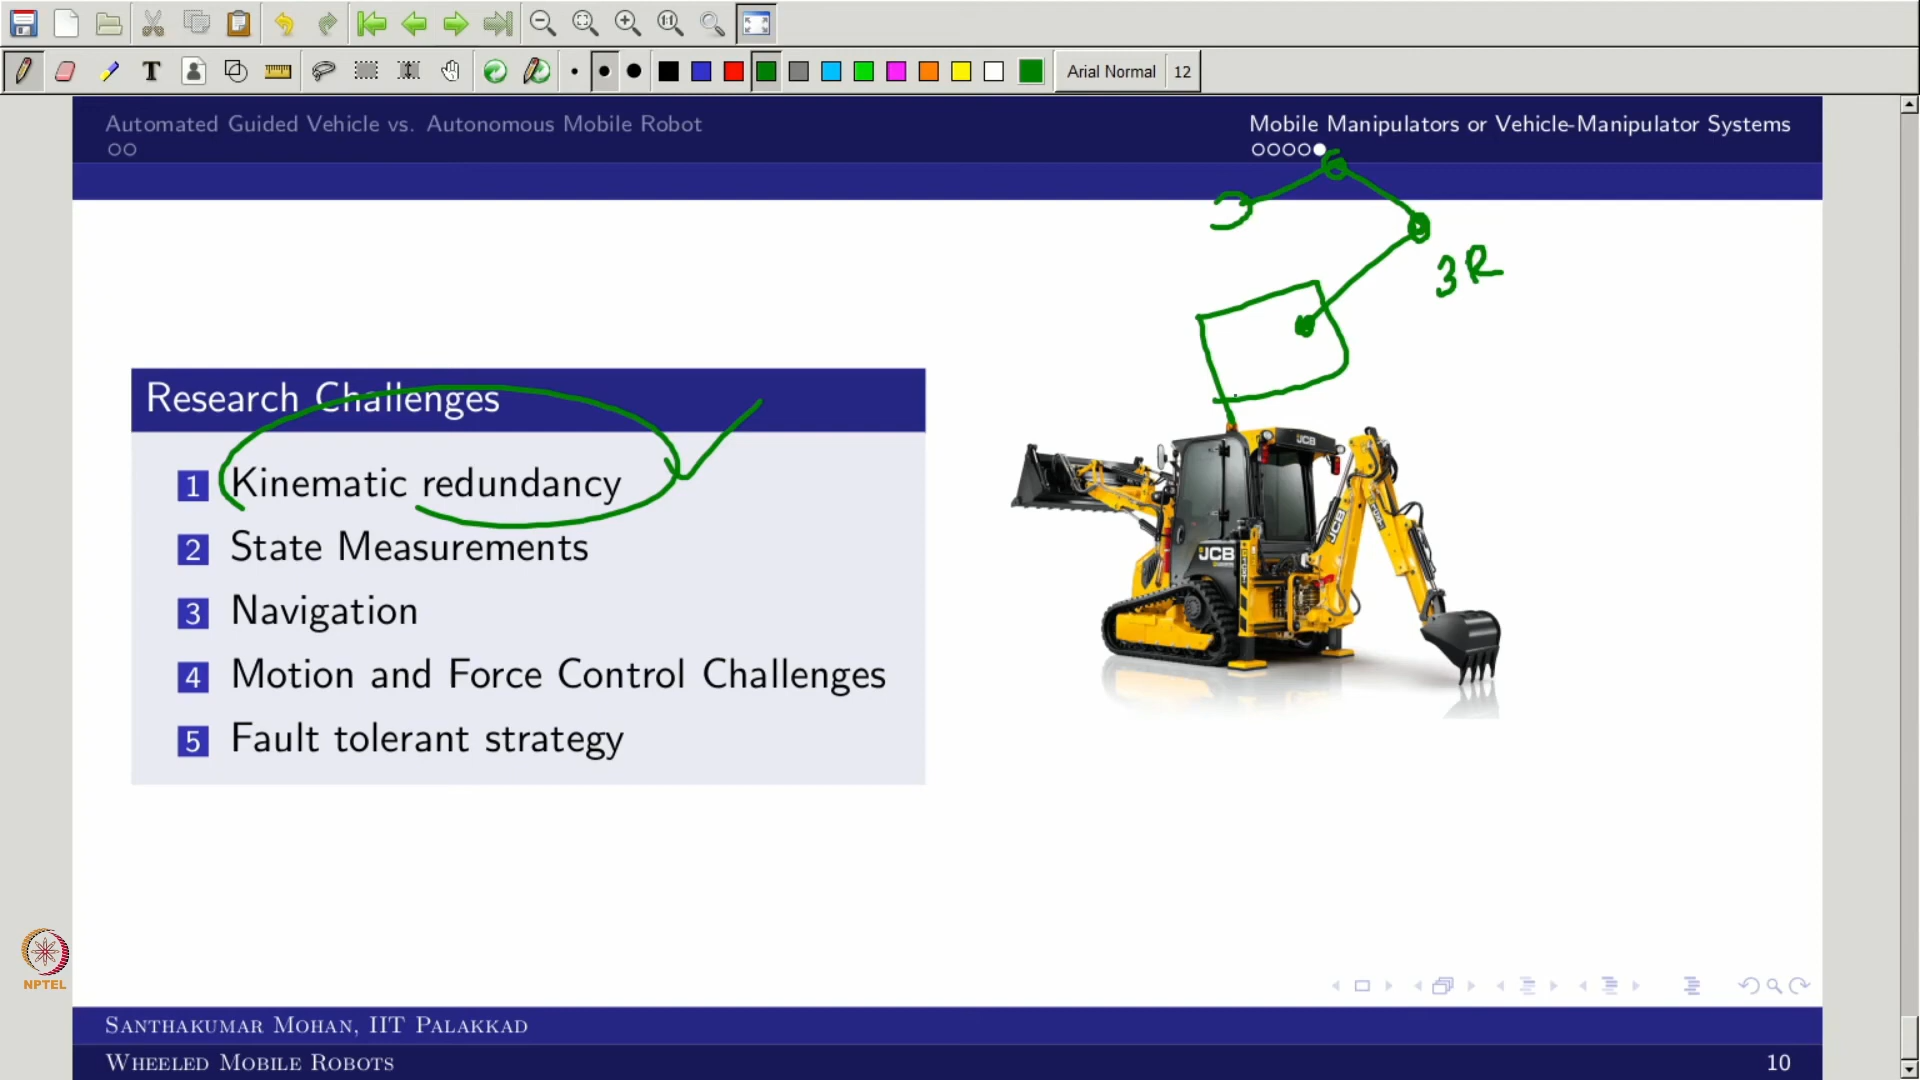 Arial Normal 12
Automated Guided Vehicle vs. Autonomous Mobile Robot
Mobile Manipulators or Vehicle-Manipulator Systems
3R
Research Challenges
1 Kinematic redundancy
2 State Measurements
3 Navigation
4 Motion and Force Control Challenges
5 Fault tolerant strategy
JCB
JCB
JCB
NPTEL
Santhakumar Mohan, IIT Palakkad
Wheeled Mobile Robots
10